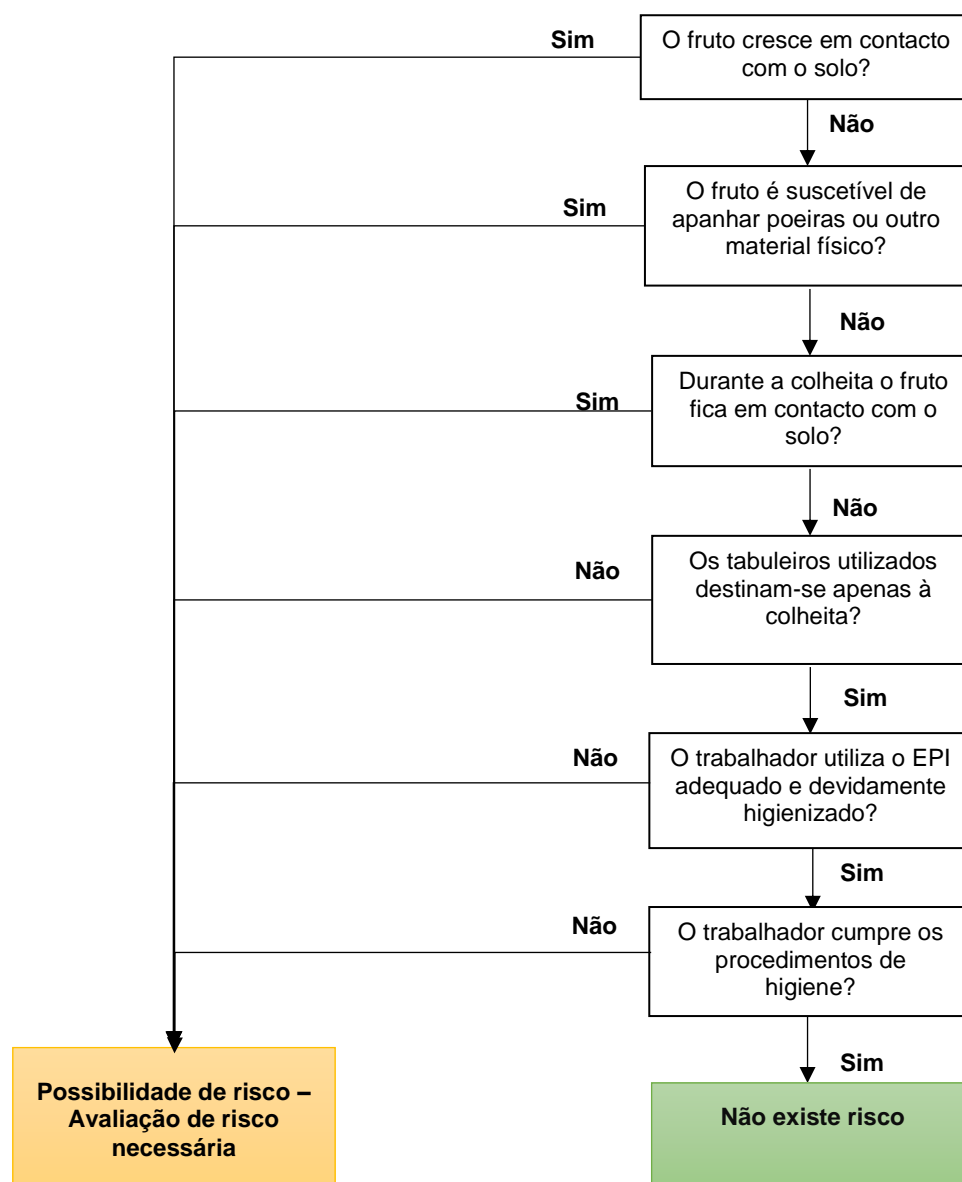 Sim
O fruto cresce em contacto
com o solo?
Não
Sim
O fruto é suscetível de
apanhar poeiras ou outro
material físico?
Não
Sim
Durante a colheita o fruto
fica em contacto com o
solo?
Não
Não
Os tabuleiros utilizados
destinam-se apenas à
colheita?
Sim
Não
O trabalhador utiliza o EPI
adequado e devidamente
higienizado?
Sim
Não
O trabalhador cumpre os
procedimentos de
higiene?
Sim
Possibilidade de risco –
Avaliação de risco
necessária
Não existe risco